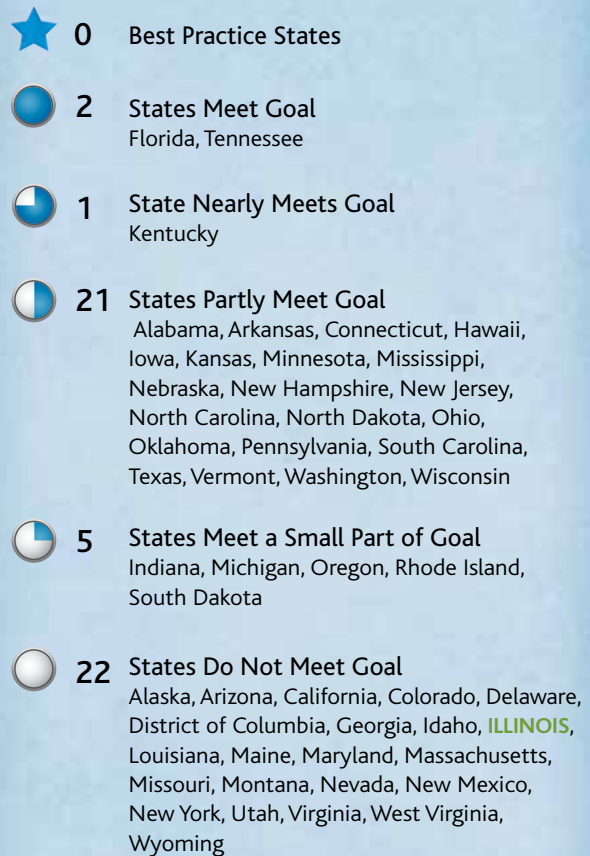 0 Best Practice States
2 States Meet Goal
Florida, Tennessee
1 State Nearly Meets Goal
Kentucky
21 States Partly Meet Goal
Alabama, Arkansas, Connecticut, Hawaii,
Iowa, Kansas, Minnesota, Mississippi,
Nebraska, New Hampshire, New Jersey,
North Carolina, North Dakota, Ohio,
Oklahoma, Pennsylvania, South Carolina,
Texas, Vermont, Washington, Wisconsin
5 States Meet a Small Part of Goal
Indiana, Michigan, Oregon, Rhode Island,
South Dakota
22 States Do Not Meet Goal
Alaska, Arizona, California, Colorado, Delaware,
District of Columbia, Georgia, Idaho, ILLINOIS,
Louisiana, Maine, Maryland, Massachusetts,
Missouri, Montana, Nevada, New Mexico,
New York, Utah, Virginia, West Virginia,
Wyoming